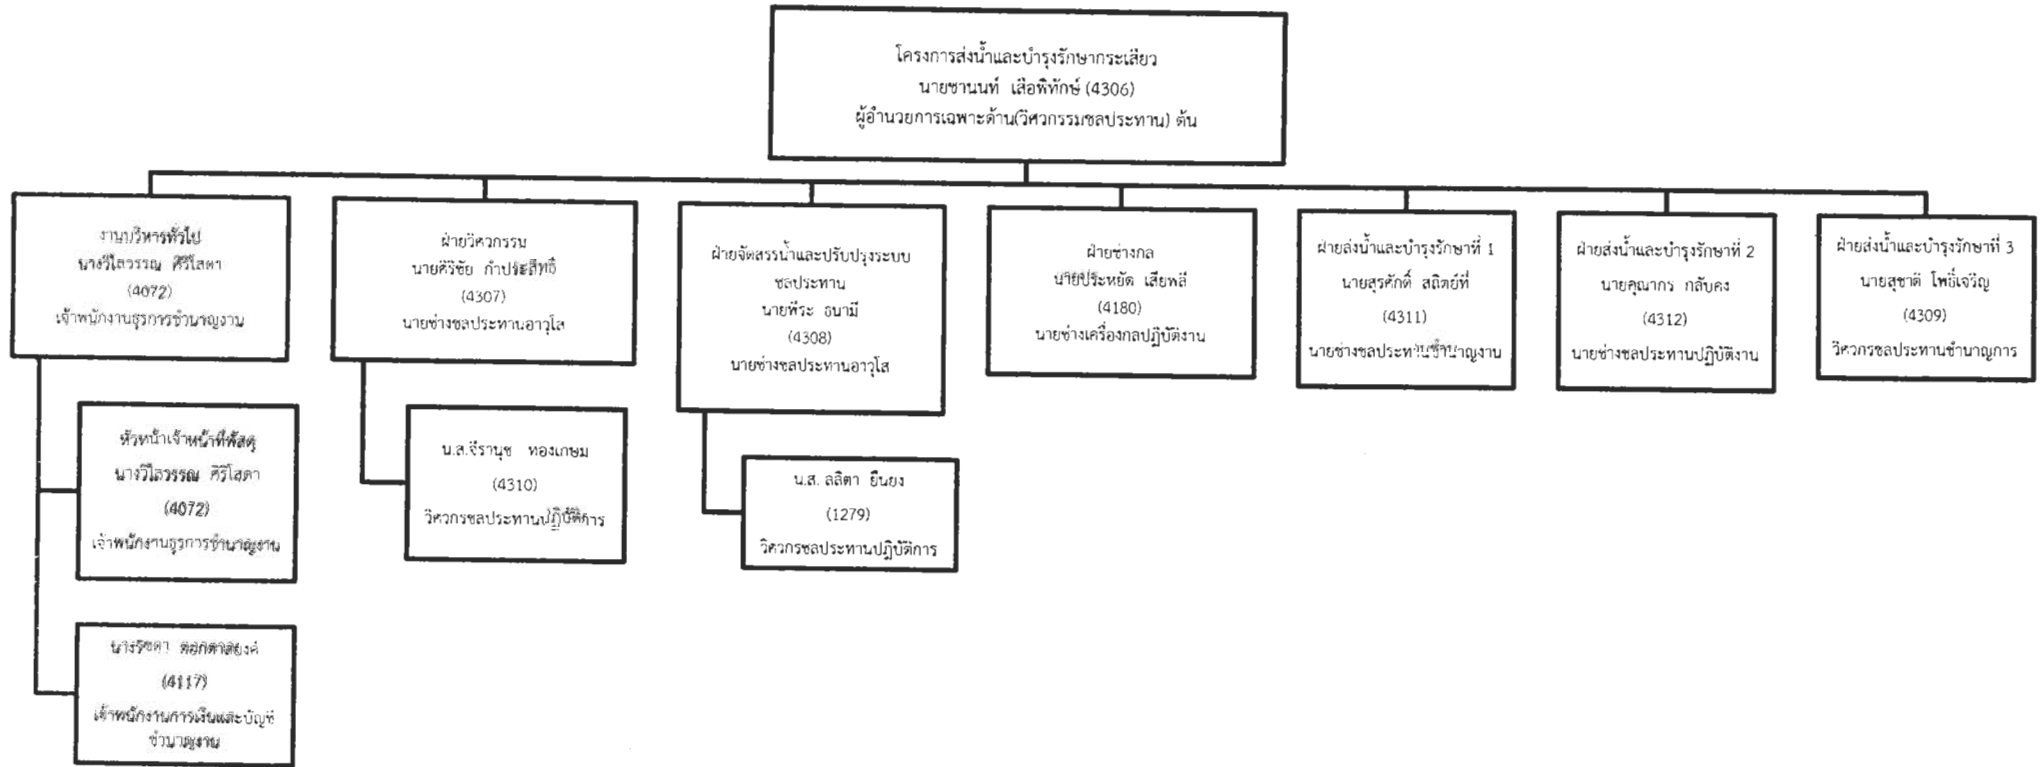 โครงการส่งน้ำและบำรุงรักษากระเสียว
นายชานนท์ เสือพิทักษ์ (4306)
ผู้อำนวยการเฉพาะด้าน(วิศวกรรมชลประทาน) ต้น
งานบริหารทั่วไป
นางวิไลวรรณ ศิริโสดา
(4072)
เจ้าพนักงานธุรการชำนาญงาน
ฝ่ายวิศวกรรม
นายศิริชัย กำประสิทธิ์
(4307)
นายช่างชลประทานอาวุโส
ฝ่ายจัดสรรน้ำและปรับปรุงระบบ
ชลประทาน
นายพีระ ธนามี
(4308)
นายช่างชลประทานอาวุโส
ฝ่ายช่างกล
นายประหยัด เสียพลี
(4180)
นายช่างเครื่องกลปฏิบัติงาน
ฝ่ายส่งน้ำและบำรุงรักษาที่ 1
นายสุรศักดิ์ สถิตย์ที่
(4311)
นายช่างชลประทานชำนาญงาน
ฝ่ายส่งน้ำและบำรุงรักษาที่ 2
นายคุณากร กลับคง
(4312)
นายช่างชลประทานปฏิบัติงาน
ฝ่ายส่งน้ำและบำรุงรักษาที่ 3
นายสุชาติ โพธิ์เจริญ
(4309)
วิศวกรชลประทานชำนาญการ
หัวหน้าเจ้าหน้าที่พัสดุ
นางวิไลวรรณ ศิริโสดา
(4072)
เจ้าพนักงานธุรการชำนาญงาน
น.ส.จีรานุช ทองเกษม
(4310)
วิศวกรชลประทานปฏิบัติการ
น.ส. ลลิตา ยืนยง
(1279)
วิศวกรชลประทานปฏิบัติการ
(4117)
เจ้าพนักงานการเงินและบัญชี
ชำนาญงาน